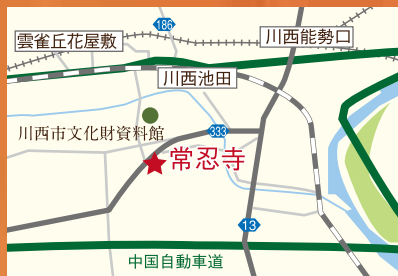 186
雲雀丘花屋敷
川西能勢口
川西池田
川西市文化財資料館
333
常忍寺
13
中国自動車道